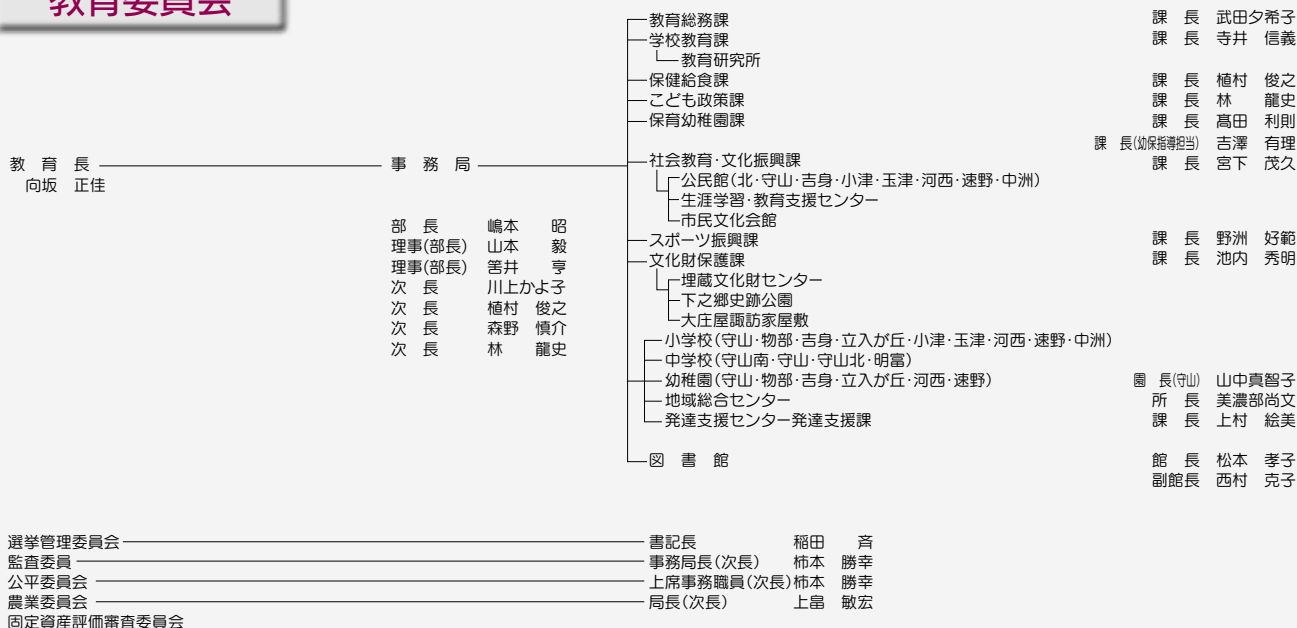 教育委員会
教育総務課 課 長 武田夕希子
学校教育課 課 長 寺井 信義
教育研究所
保健給食課 課 長 植村 俊之
こども政策課 課 長 林 龍史
保育幼稚園課 課 長 髙田 利則
課 長(幼保指導担当) 吉澤 有理
教 育 長 事 務 局 社会教育・文化振興課 課 長 宮下 茂久
向坂 正佳
公民館(北・守山・吉身・小津・玉津・河西・速野・中洲)
生涯学習・教育支援センター
市民文化会館
部 長 嶋本 昭
理事(部長) 山本 毅
理事(部長) 筈井 亨
次 長 川上かよ子
次 長 植村 俊之
次 長 森野 慎介
次 長 林 龍史
スポーツ振興課 課 長 野洲 好範
文化財保護課 課 長 池内 秀明
埋蔵文化財センター
下之郷史跡公園
大庄屋諏訪家屋敷
小学校(守山・物部・吉身・立入が丘・小津・玉津・河西・速野・中洲)
中学校(守山南・守山・守山北・明富)
幼稚園(守山・物部・吉身・立入が丘・河西・速野) 園 長(守山) 山中真智子
地域総合センター 所 長 美濃部尚文
発達支援センター発達支援課 課 長 上村 絵美
図 書 館 館 長 松本 孝子
副館長 西村 克子
選挙管理委員会 書記長 稲田 斉
監査委員 事務局長(次長) 柿本 勝幸
公平委員会 上席事務職員(次長) 柿本 勝幸
農業委員会 局長(次長) 上畠 敏宏
固定資産評価審査委員会